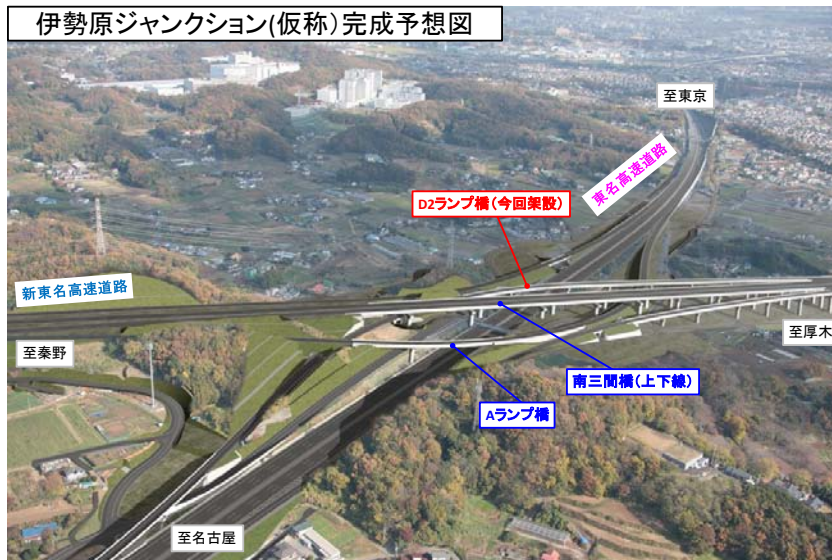 伊勢原ジャンクション(仮称)完成予想図
至東京
東名高速道路
D2ランプ橋(今回架設)
新東名高速道路
至秦野
至厚木
南三間橋(上下線)
Aランプ橋
至名古屋